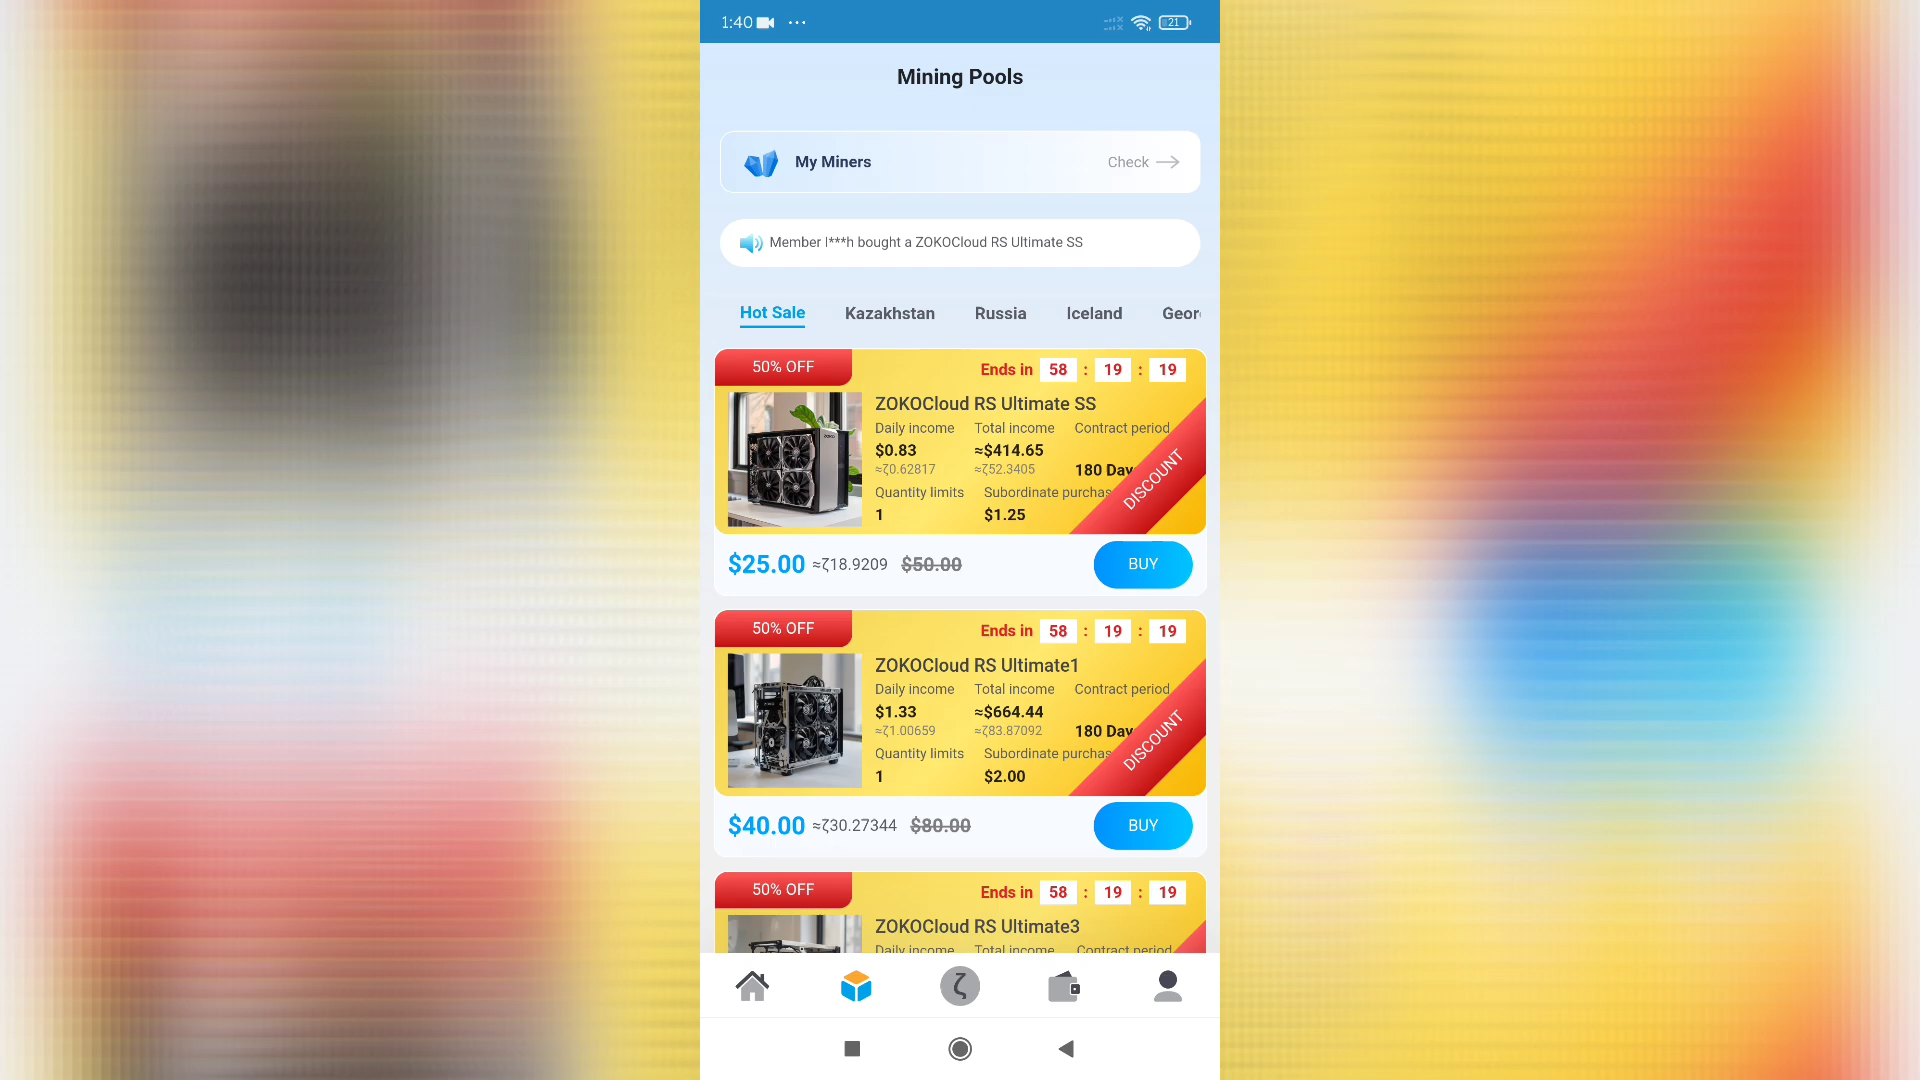 1:40
21
Mining Pools
My Miners
Check
Member l***h bought a ZOKOCloud RS Ultimate SS
Hot Sale Kazakhstan Russia Iceland Geor
50% OFF
Ends in 58 : 19 : 19
ZOKOCloud RS Ultimate SS
Daily income Total income Contract period
$0.83 ≈$414.65
≈ζ0.62817 ≈ζ52.3405 180 Day
Quantity limits Subordinate purchas
1 $1.25
DISCOUNT
$25.00 ≈ζ18.9209 $50.00
BUY
50% OFF
Ends in 58 : 19 : 19
ZOKOCloud RS Ultimate1
Daily income Total income Contract period
$1.33 ≈$664.44
≈ζ1.00659 ≈ζ83.87092 180 Day
Quantity limits Subordinate purchas
1 $2.00
DISCOUNT
$40.00 ≈ζ30.27344 $80.00
BUY
50% OFF
Ends in 58 : 19 : 19
ZOKOCloud RS Ultimate3
Daily income Total income Contract period
ζ